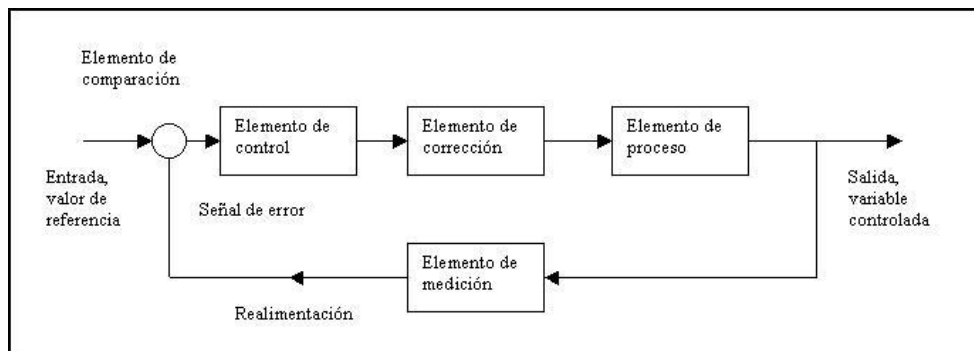 Elemento de
comparación
Elemento de
control
Elemento de
corrección
Elemento de
proceso
Entrada,
valor de
referencia
Señal de error
Salida,
variable
controlada
Elemento de
medición
Realimentación